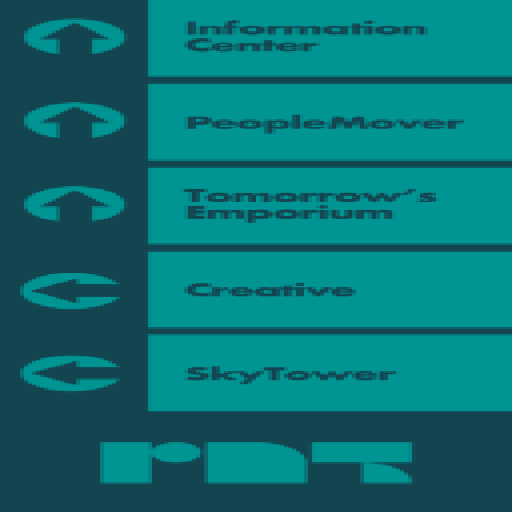 Information
Center
PeopleMover
Tomorrow's
Emporium
Creative
SkyTower